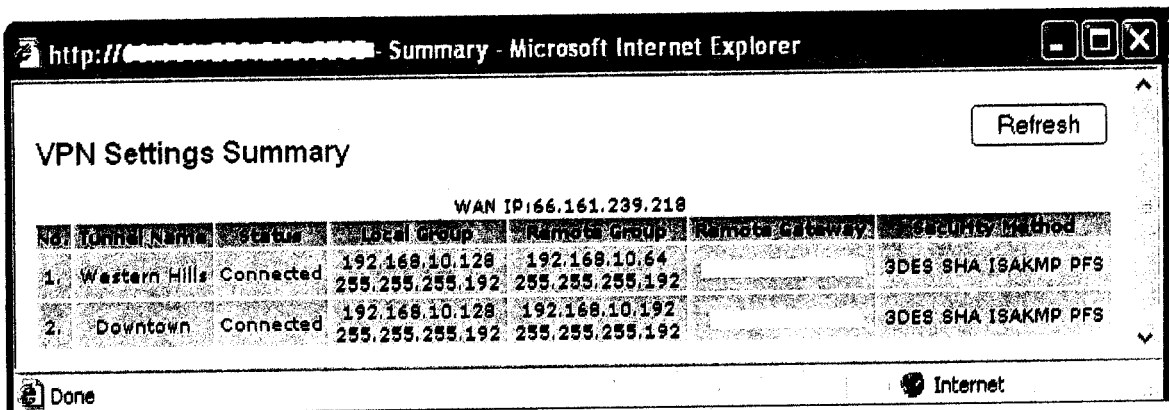 http:// - Summary - Microsoft Internet Explorer
Refresh
VPN Settings Summary
WAN IP:66.161.239.218
No. Tunnel Name Status Local Group Remote Group Remote Gateway Security Method
1. Western Hills Connected 192.168.10.128 192.168.10.64 3DES SHA ISAKMP PFS
255.255.255.192 255.255.255.192
2. Downtown Connected 192.168.10.128 192.168.10.192 3DES SHA ISAKMP PFS
255.255.255.192 255.255.255.192
Done Internet